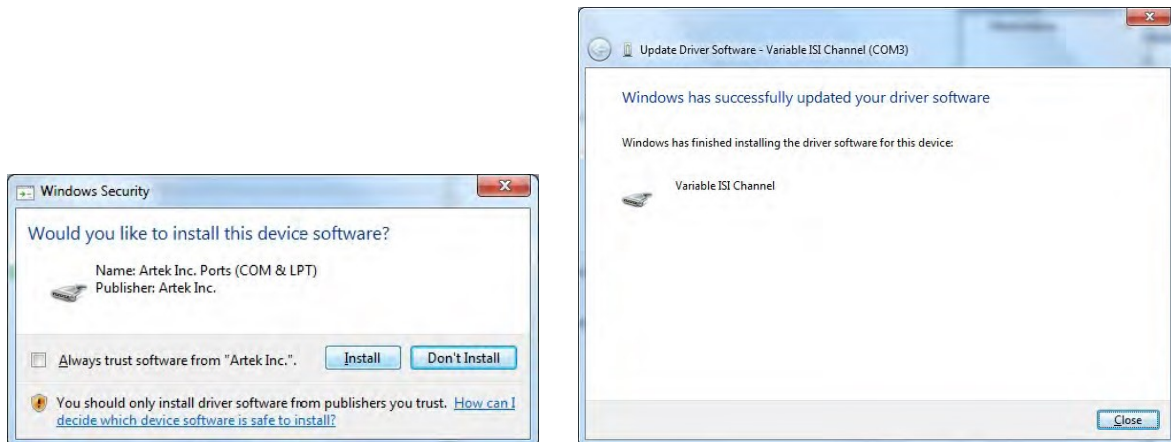 Windows Security
Would you like to install this device software?
Name: Artek Inc. Ports (COM & LPT)
Publisher: Artek Inc.
Always trust software from "Artek Inc.".
Install
Don't Install
You should only install driver software from publishers you trust. How can I
decide which device software is safe to install?
Update Driver Software - Variable ISI Channel (COM3)
Windows has successfully updated your driver software
Windows has finished installing the driver software for this device:
Variable ISI Channel
Close